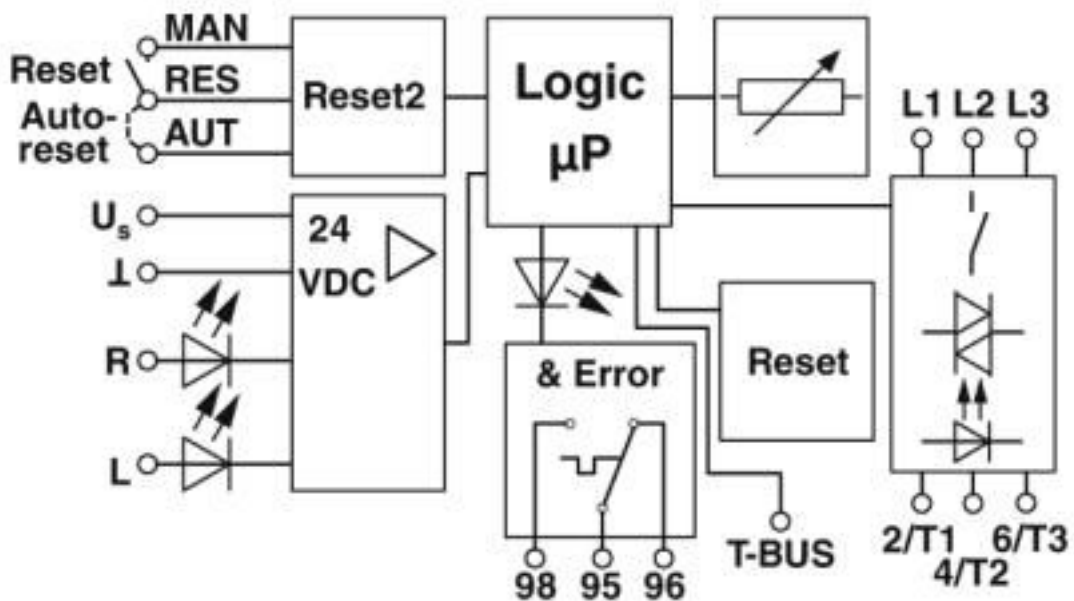 MAN
Reset
RES
Auto-
reset
AUT
Reset2
Logic
µP
L1 L2 L3
Us
24
VDC
⊥
R
L
& Error
Reset
98 95 96
T-BUS
2/T1 6/T3
4/T2